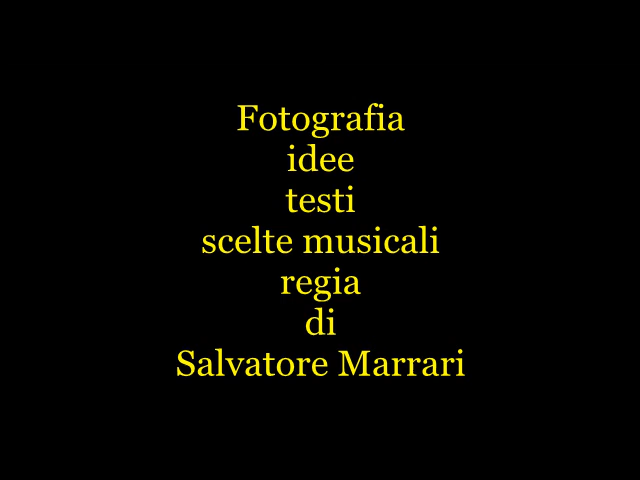 Fotografia
idee
testi
scelte musicali
regia
di
Salvatore Marrari